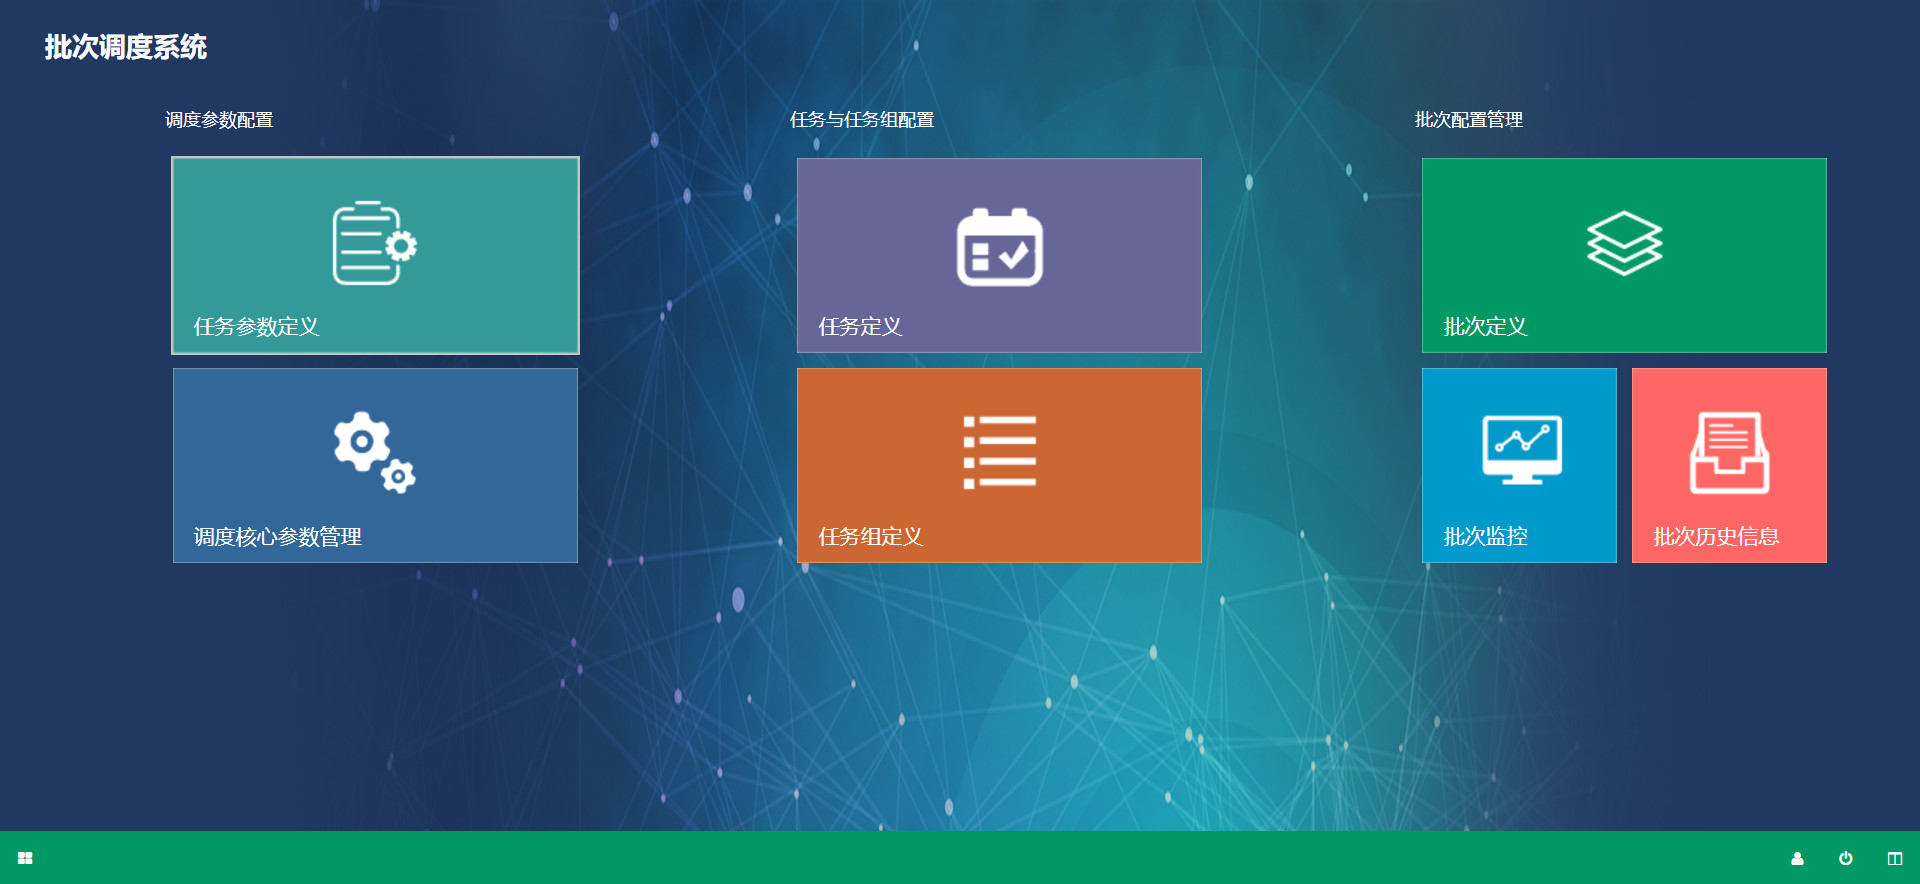 批次调度系统
调度参数配置
任务参数定义
调度核心参数管理
任务与任务组配置
任务定义
任务组定义
批次配置管理
批次定义
批次监控
批次历史信息